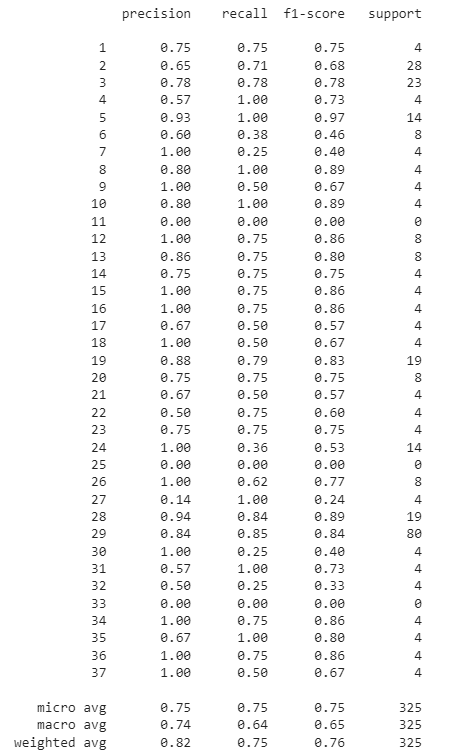 precision recall f1-score support
1 0.75 0.75 0.75 4
2 0.65 0.71 0.68 28
3 0.78 0.78 0.78 23
4 0.57 1.00 0.73 4
5 0.93 1.00 0.97 14
6 0.60 0.38 0.46 8
7 1.00 0.25 0.40 4
8 0.80 1.00 0.89 4
9 1.00 0.50 0.67 4
10 0.80 1.00 0.89 4
11 0.00 0.00 0.00 0
12 1.00 0.75 0.86 8
13 0.86 0.75 0.80 8
14 0.75 0.75 0.75 4
15 1.00 0.75 0.86 4
16 1.00 0.75 0.86 4
17 0.67 0.50 0.57 4
18 1.00 0.50 0.67 4
19 0.88 0.79 0.83 19
20 0.75 0.75 0.75 8
21 0.67 0.50 0.57 4
22 0.50 0.75 0.60 4
23 0.75 0.75 0.75 4
24 1.00 0.36 0.53 14
25 0.00 0.00 0.00 0
26 1.00 0.62 0.77 8
27 0.14 1.00 0.24 4
28 0.94 0.84 0.89 19
29 0.84 0.85 0.84 80
30 1.00 0.25 0.40 4
31 0.57 1.00 0.73 4
32 0.50 0.25 0.33 4
33 0.00 0.00 0.00 0
34 1.00 0.75 0.86 4
35 0.67 1.00 0.80 4
36 1.00 0.75 0.86 4
37 1.00 0.50 0.67 4
micro avg 0.75 0.75 0.75 325
macro avg 0.74 0.64 0.65 325
weighted avg 0.82 0.75 0.76 325